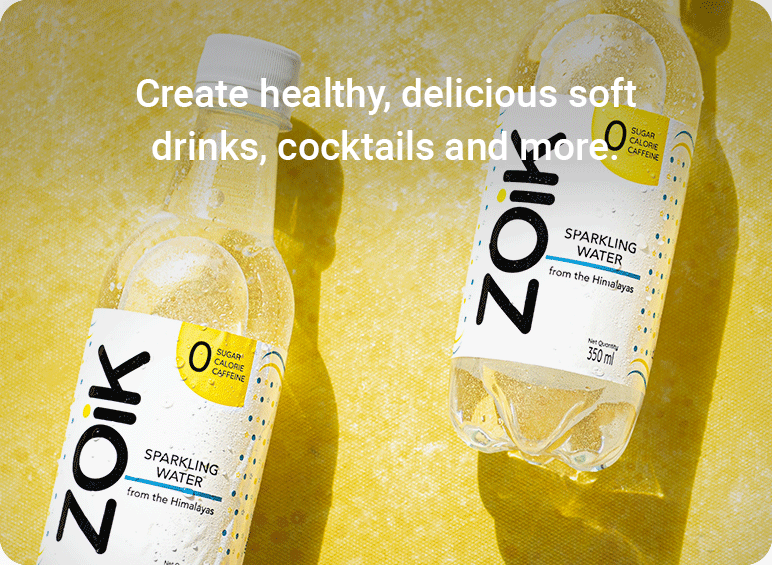 Create healthy, delicious soft
drinks, cocktails and more.
ZOiK
0 SUGAR
CALORIE
CAFFEINE
SPARKLING
WATER
from the Himalayas
Net Quantity
350 ml
ZOiK
0 SUGAR
CALORIE
CAFFEINE
SPARKLING
WATER
from the Himalayas